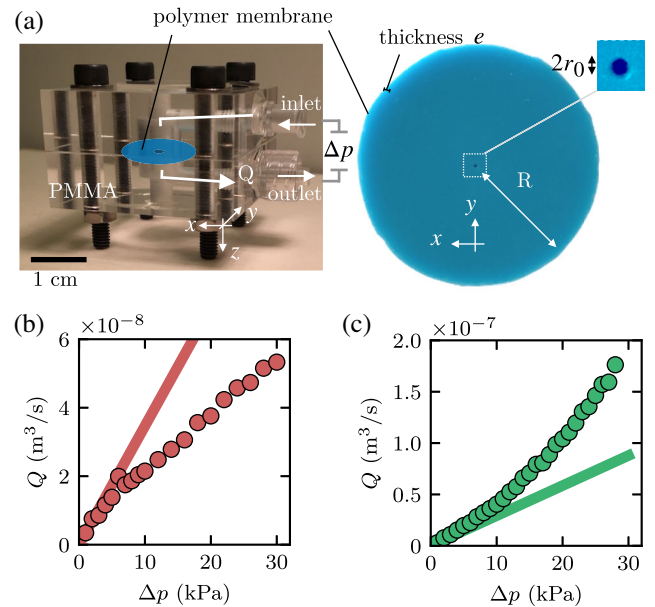 (a)
polymer membrane
thickness e
2r₀
inlet
Δp
Q
PMMA
outlet
R
x
y
z
y
x
1 cm
(b)
×10⁻⁸
6
4
2
0
Q (m³/s)
0
10
20
30
Δp (kPa)
(c)
×10⁻⁷
2.0
1.5
1.0
0.5
0
Q (m³/s)
0
10
20
30
Δp (kPa)